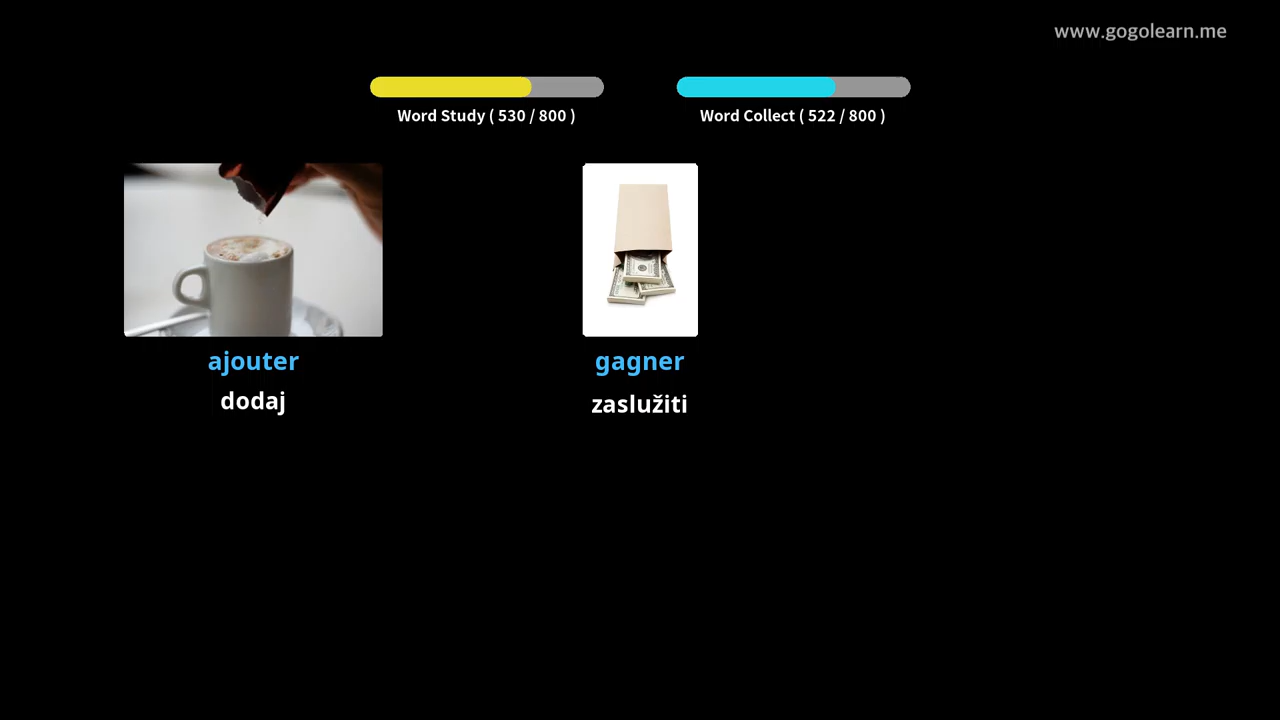 www.gogolearn.me
Word Study ( 530 / 800 )
Word Collect ( 522 / 800 )
ajouter
dodaj
gagner
zaslužiti